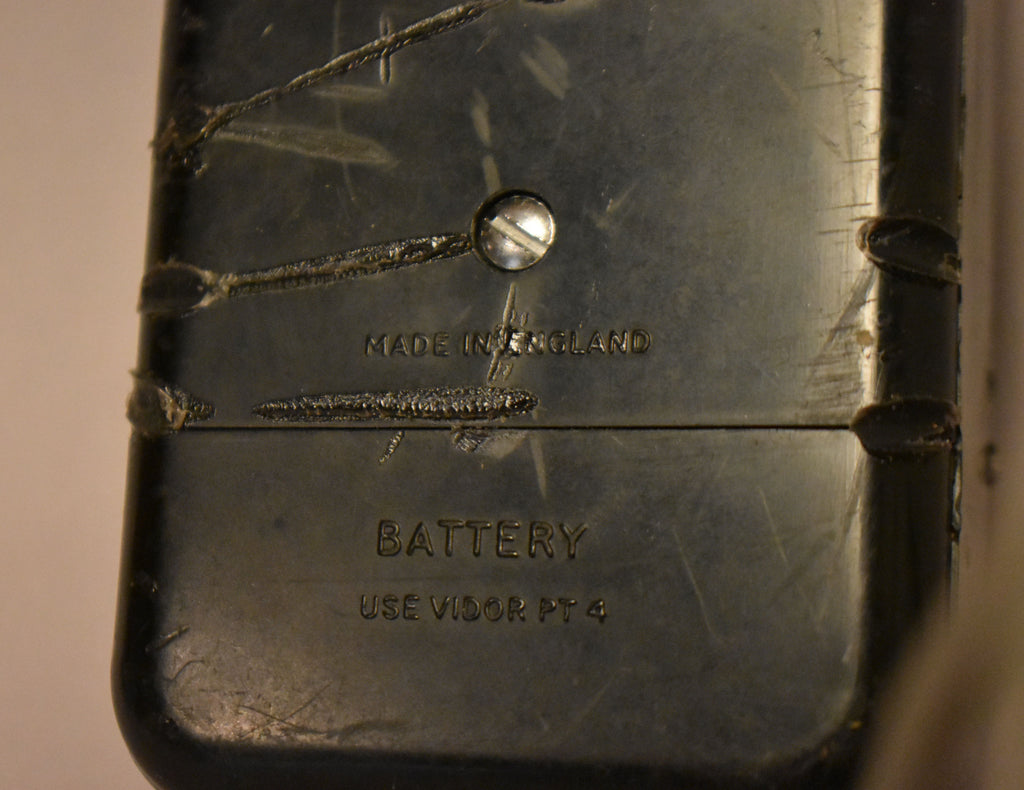 MADE IN ENGLAND
BATTERY
USE VIDOR PT 4